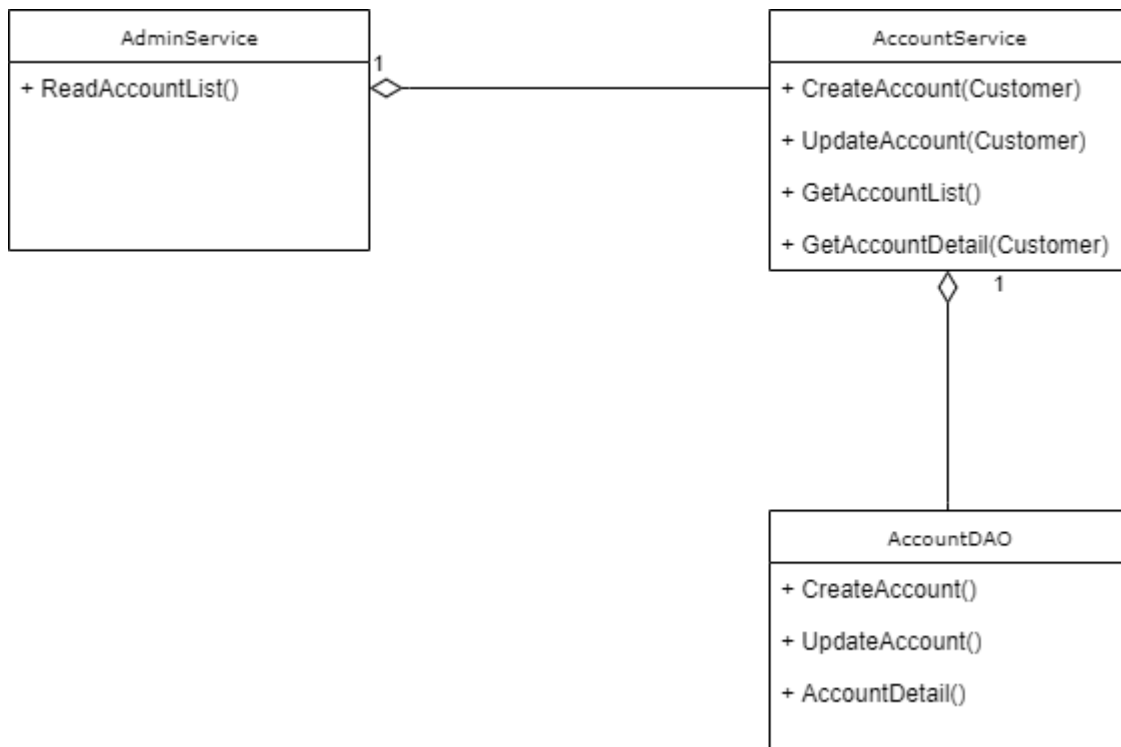 AdminService
+ ReadAccountList()
1
AccountService
+ CreateAccount(Customer)
+ UpdateAccount(Customer)
+ GetAccountList()
+ GetAccountDetail(Customer)
1
AccountDAO
+ CreateAccount()
+ UpdateAccount()
+ AccountDetail()